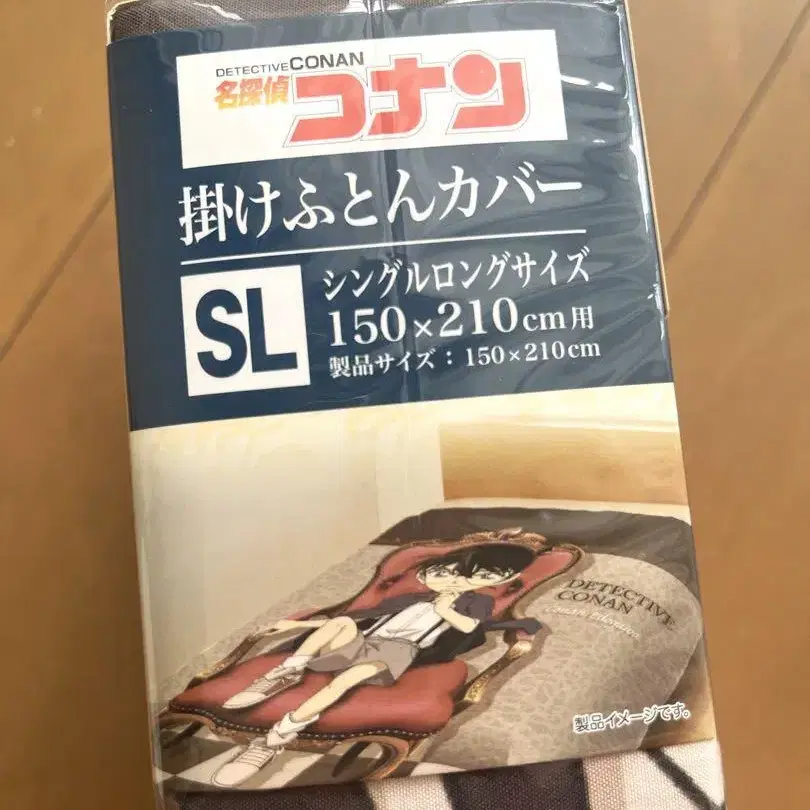 DETECTIVE CONAN
名探偵コナン
掛けふとんカバー
SL
シングルロングサイズ
150×210cm用
製品サイズ：150×210cm
DETECTIVE
CONAN
Conan Edogawa
製品イメージです。